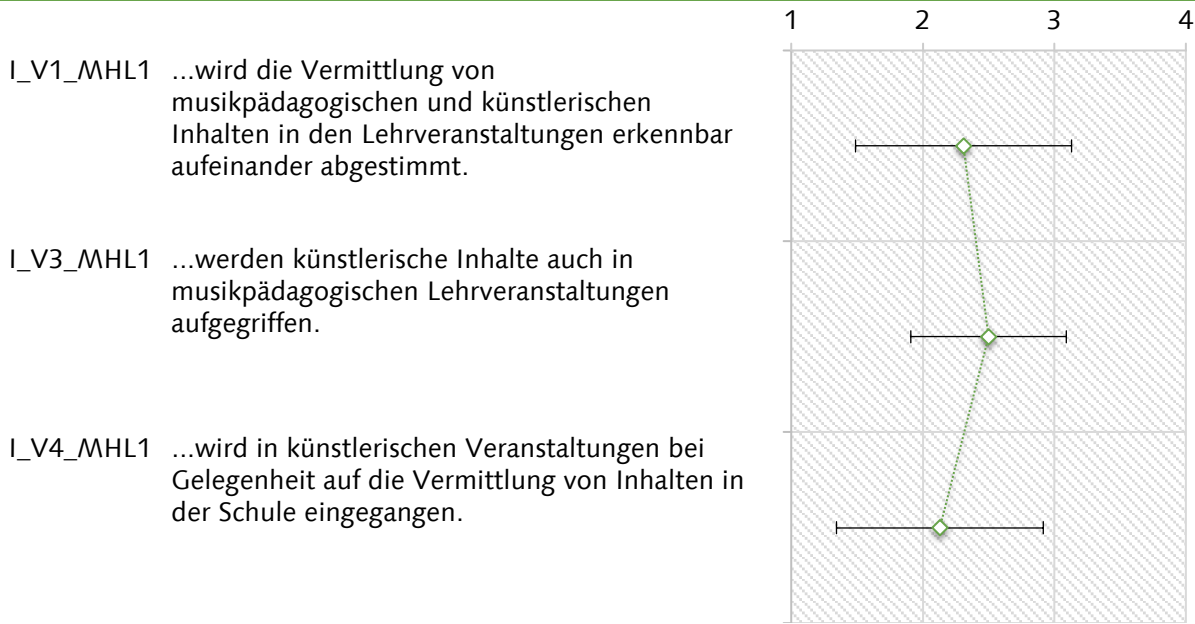 1 2 3 4
I_V1_MHL1 ...wird die Vermittlung von
musikpädagogischen und künstlerischen
Inhalten in den Lehrveranstaltungen erkennbar
aufeinander abgestimmt.
I_V3_MHL1 ...werden künstlerische Inhalte auch in
musikpädagogischen Lehrveranstaltungen
aufgegriffen.
I_V4_MHL1 ...wird in künstlerischen Veranstaltungen bei
Gelegenheit auf die Vermittlung von Inhalten in
der Schule eingegangen.